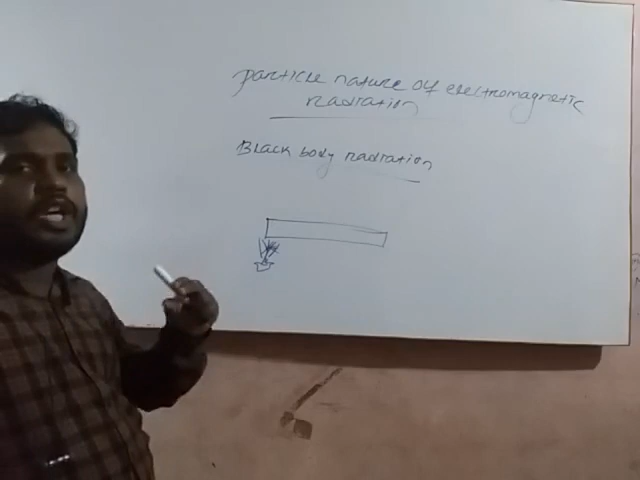 particle nature of electromagnetic
radiation
Black body radiation